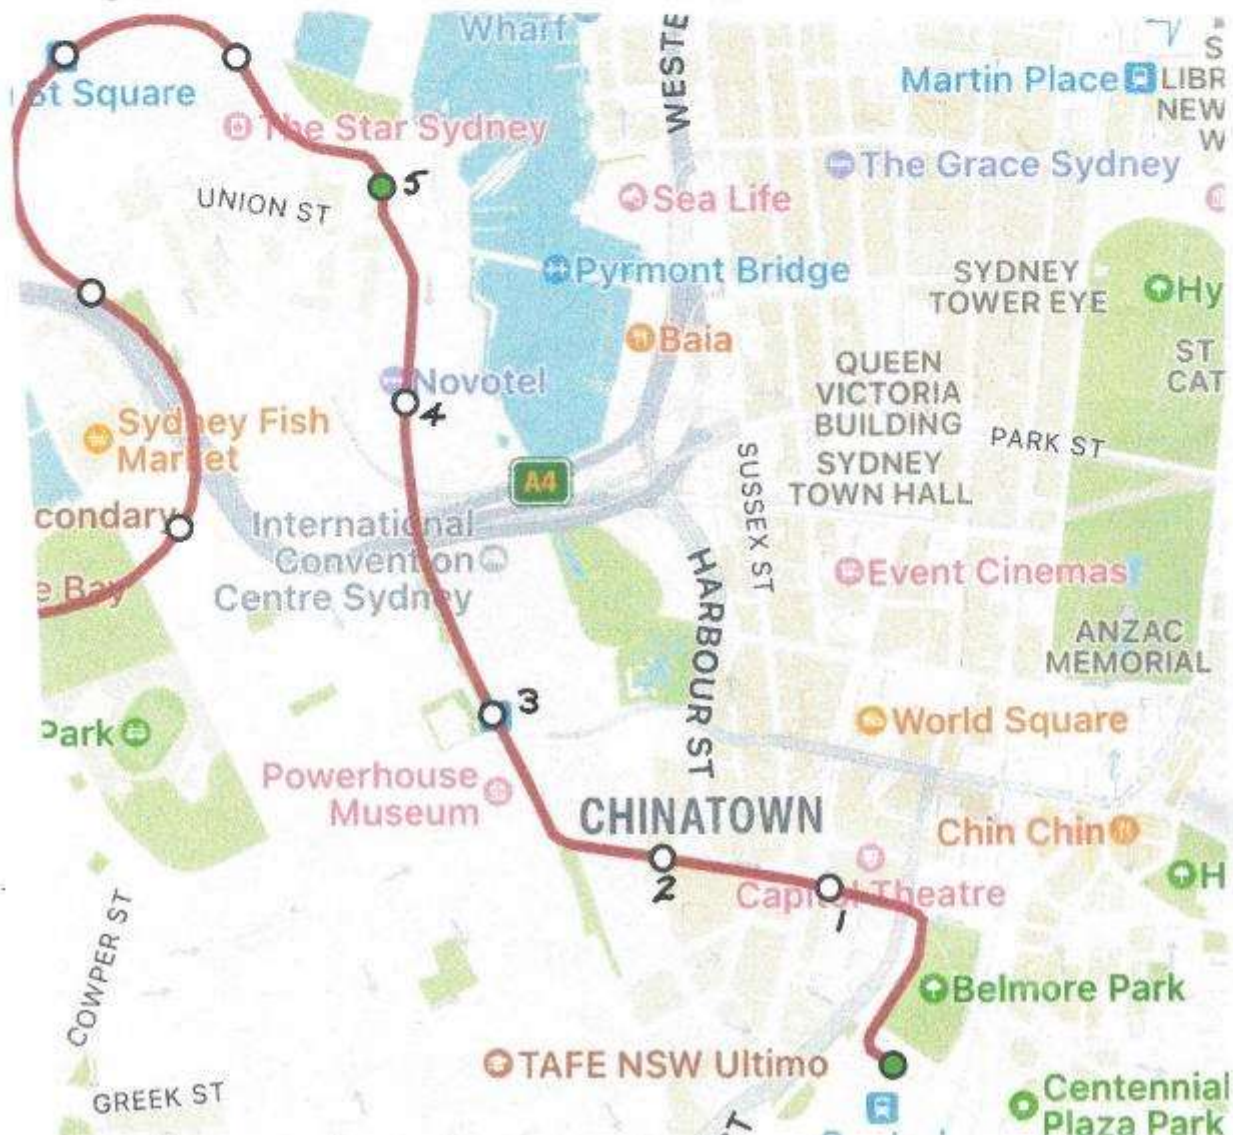 Wharf
WESTE
Martin Place
S
LIBR
NEW
W
St Square
The Star Sydney
The Grace Sydney
5
UNION ST
Sea Life
Pyrmont Bridge
SYDNEY
TOWER EYE
Hy
Baia
ST
CAT
Novotel
4
QUEEN
VICTORIA
BUILDING
Sydney Fish
Market
PARK ST
A4
SYDNEY
TOWN HALL
SUSSEX ST
condary
International
Convention
Centre Sydney
HARBOUR ST
Event Cinemas
e Bay
ANZAC
MEMORIAL
3
Park
World Square
Powerhouse
Museum
CHINATOWN
Chin Chin
2
Capitol Theatre
1
H
COWPER ST
Belmore Park
TAFE NSW Ultimo
GREEK ST
Centennial
Plaza Park
ST